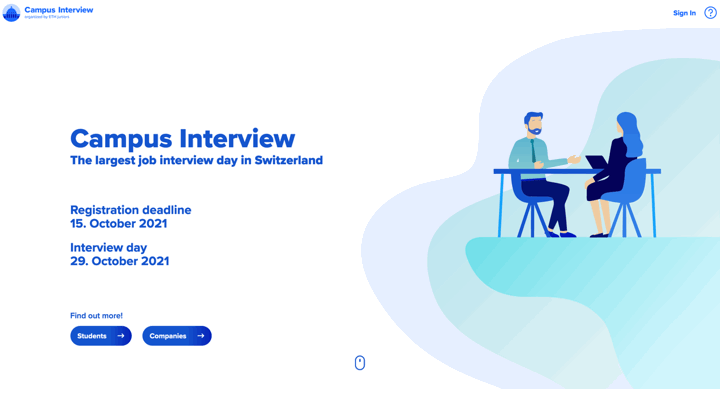 Campus Interview
organized by ETH juniors
Sign In
?
Campus Interview
The largest job interview day in Switzerland
Registration deadline
15. October 2021
Interview day
29. October 2021
Find out more!
Students →
Companies →